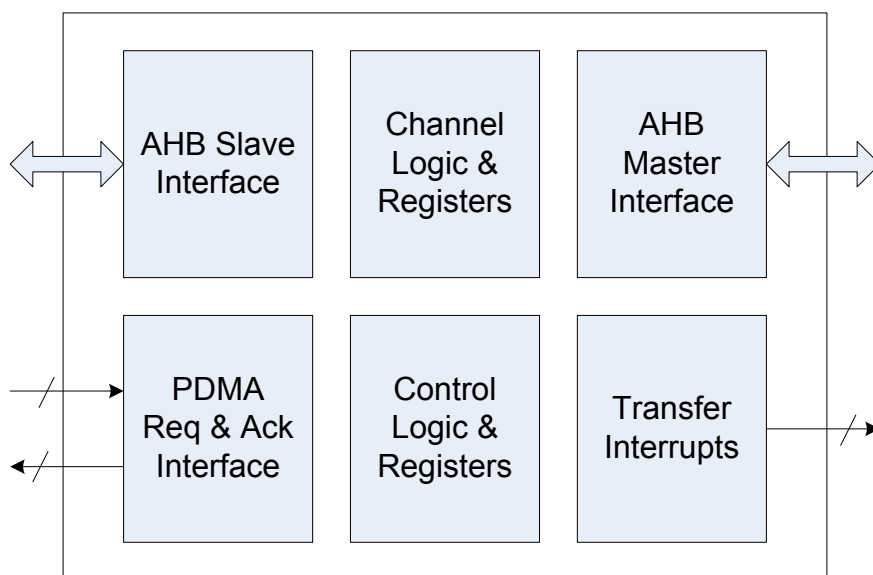 AHB Slave
Interface
Channel
Logic &
Registers
AHB
Master
Interface
PDMA
Req & Ack
Interface
Control
Logic &
Registers
Transfer
Interrupts